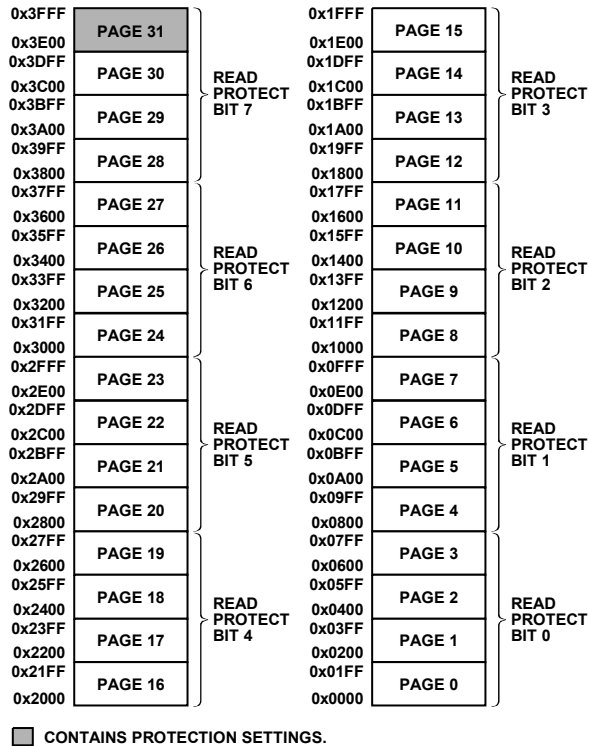 0x3FFF
PAGE 31
0x3E00
0x3DFF
PAGE 30
0x3C00
0x3BFF
PAGE 29
0x3A00
0x39FF
PAGE 28
0x3800
READ
PROTECT
BIT 7
0x37FF
PAGE 27
0x3600
0x35FF
PAGE 26
0x3400
0x33FF
PAGE 25
0x3200
0x31FF
PAGE 24
0x3000
READ
PROTECT
BIT 6
0x2FFF
PAGE 23
0x2E00
0x2DFF
PAGE 22
0x2C00
0x2BFF
PAGE 21
0x2A00
0x29FF
PAGE 20
0x2800
READ
PROTECT
BIT 5
0x27FF
PAGE 19
0x2600
0x25FF
PAGE 18
0x2400
0x23FF
PAGE 17
0x2200
0x21FF
PAGE 16
0x2000
READ
PROTECT
BIT 4
0x1FFF
PAGE 15
0x1E00
0x1DFF
PAGE 14
0x1C00
0x1BFF
PAGE 13
0x1A00
0x19FF
PAGE 12
0x1800
READ
PROTECT
BIT 3
0x17FF
PAGE 11
0x1600
0x15FF
PAGE 10
0x1400
0x13FF
PAGE 9
0x1200
0x11FF
PAGE 8
0x1000
READ
PROTECT
BIT 2
0x0FFF
PAGE 7
0x0E00
0x0DFF
PAGE 6
0x0C00
0x0BFF
PAGE 5
0x0A00
0x09FF
PAGE 4
0x0800
READ
PROTECT
BIT 1
0x07FF
PAGE 3
0x0600
0x05FF
PAGE 2
0x0400
0x03FF
PAGE 1
0x0200
0x01FF
PAGE 0
0x0000
READ
PROTECT
BIT 0
CONTAINS PROTECTION SETTINGS.